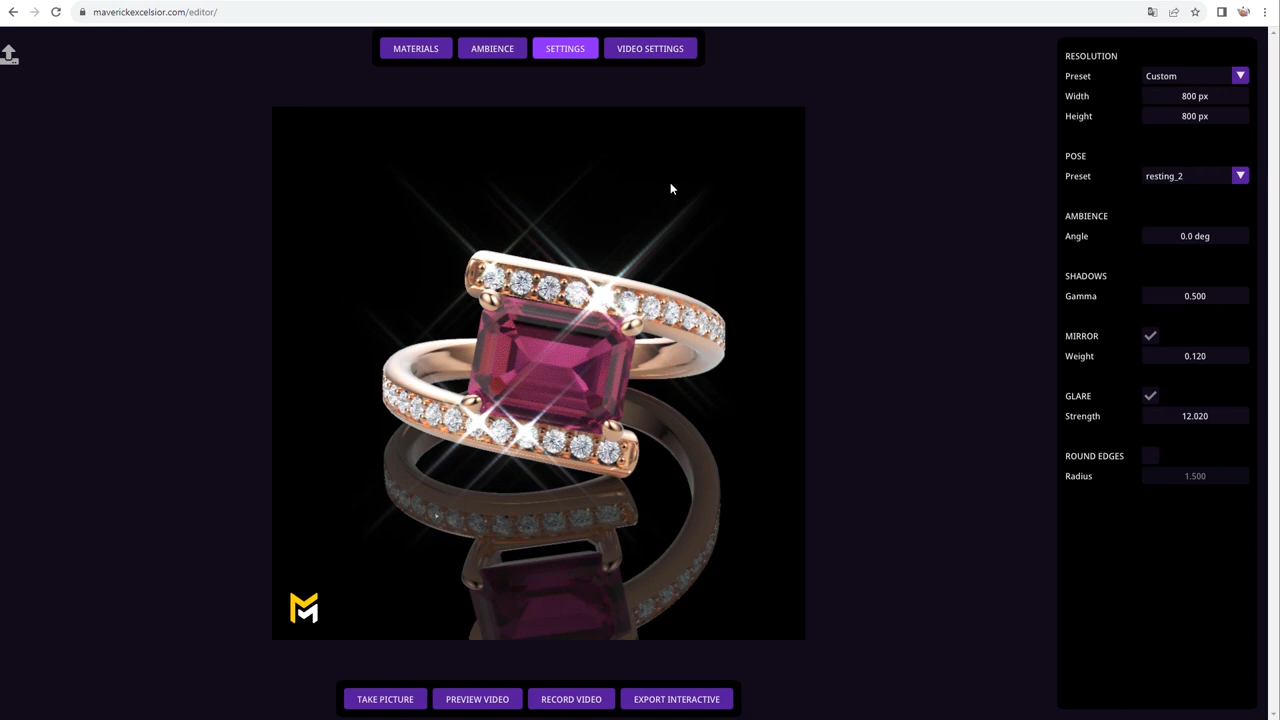 maverickexcelsior.com/editor/
MATERIALS AMBIENCE SETTINGS VIDEO SETTINGS
RESOLUTION
Preset Custom
Width 800 px
Height 800 px
POSE
Preset resting_2
AMBIENCE
Angle 0.0 deg
SHADOWS
Gamma 0.500
MIRROR
Weight 0.120
GLARE
Strength 12.020
ROUND EDGES
Radius 1.500
TAKE PICTURE PREVIEW VIDEO RECORD VIDEO EXPORT INTERACTIVE